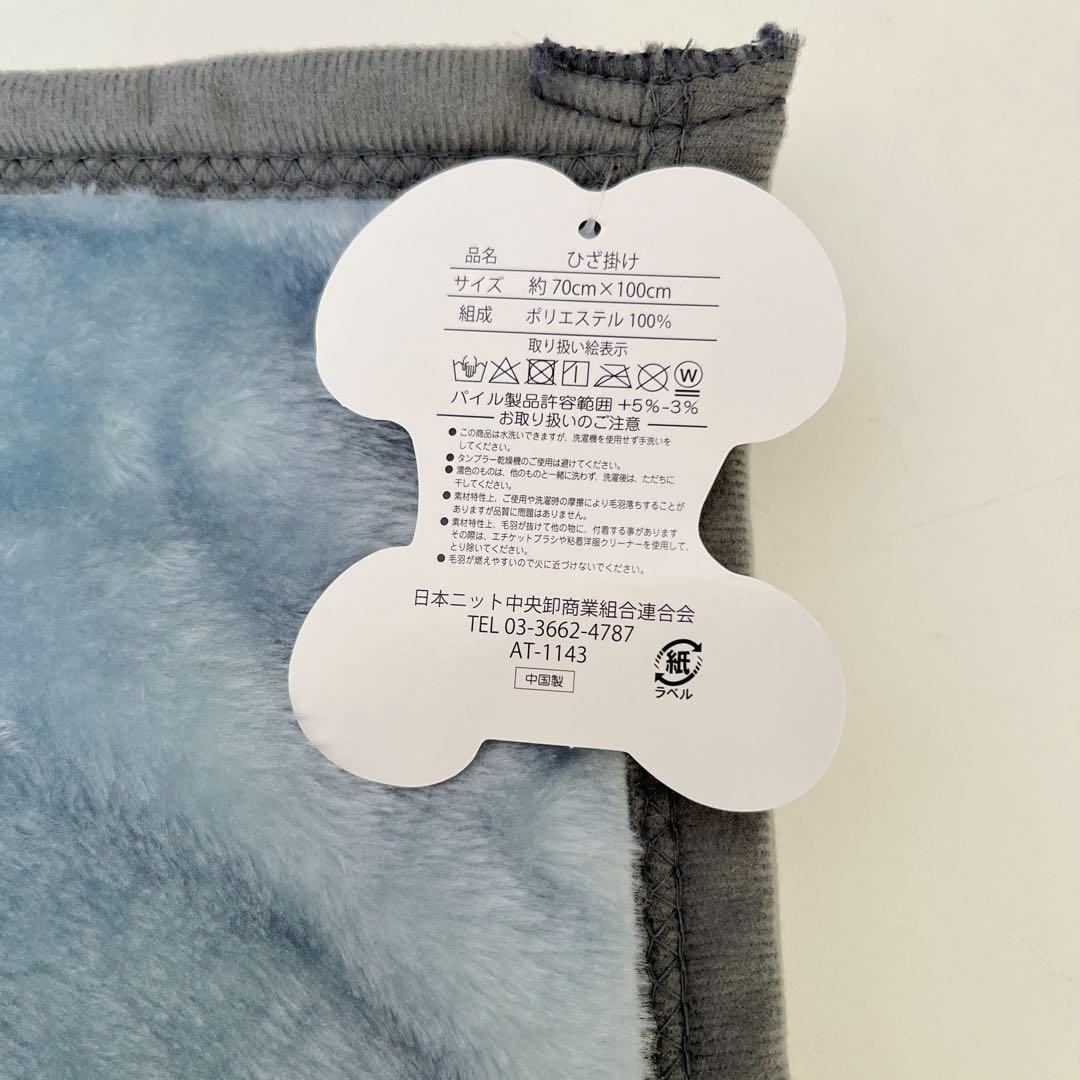 品名 ひざ掛け
サイズ 約 70cm×100cm
組成 ポリエステル 100%
取り扱い絵表示
W
パイル製品許容範囲 +5%-3%
お取り扱いのご注意
● この商品は水洗いできますが、洗濯機を使用せず手洗いを
してください。
● タンブラー乾燥機のご使用は避けてください。
● 濃色のものは、他のものと一緒に洗わず、洗濯後は、ただちに
干してください。
● 素材特性上、ご使用や洗濯時の摩擦により毛羽落ちすることが
ありますが品質に問題はありません。
● 素材特性上、毛羽が抜けて他の物に、付着する事があります
その際は、エチケットブラシや粘着洋服クリーナーを使用して、
とり除いてください。
● 毛羽が燃えやすいので火に近づけないでください。
日本ニット中央卸商業組合連合会
TEL 03-3662-4787
AT-1143
中国製
紙
ラベル